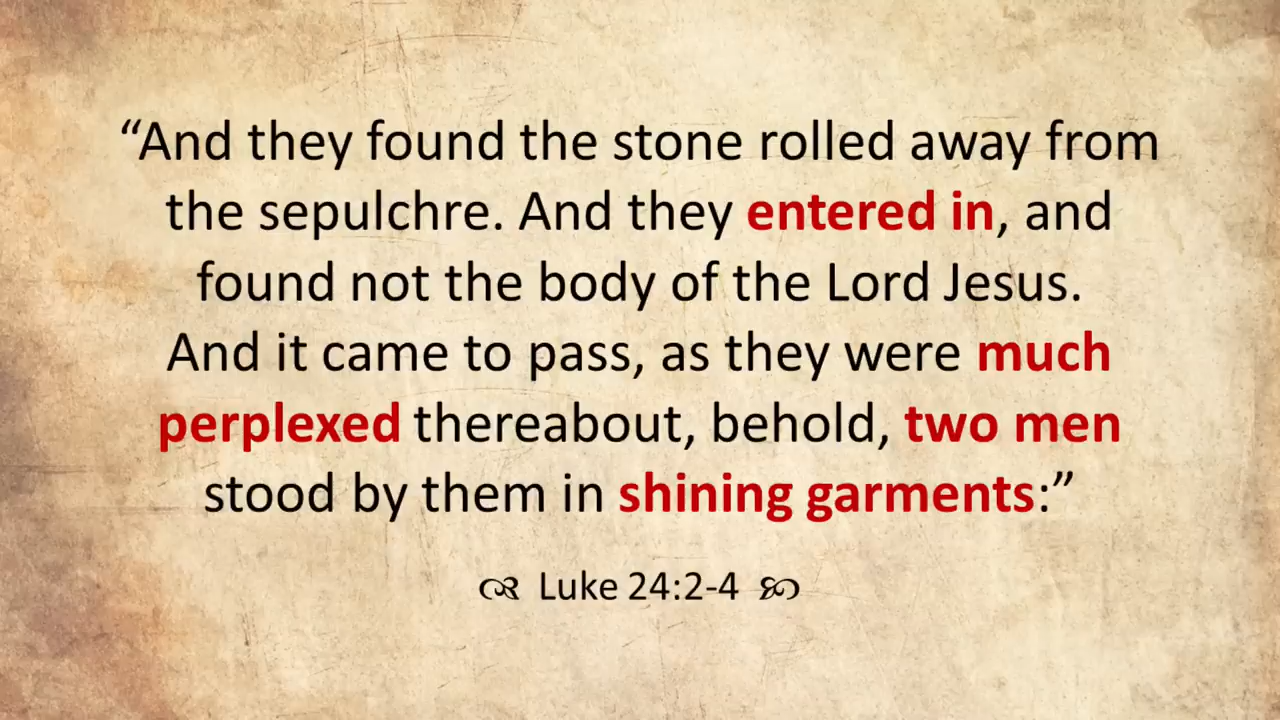 “And they found the stone rolled away from
the sepulchre. And they entered in, and
found not the body of the Lord Jesus.
And it came to pass, as they were much
perplexed thereabout, behold, two men
stood by them in shining garments:”
Luke 24:2-4